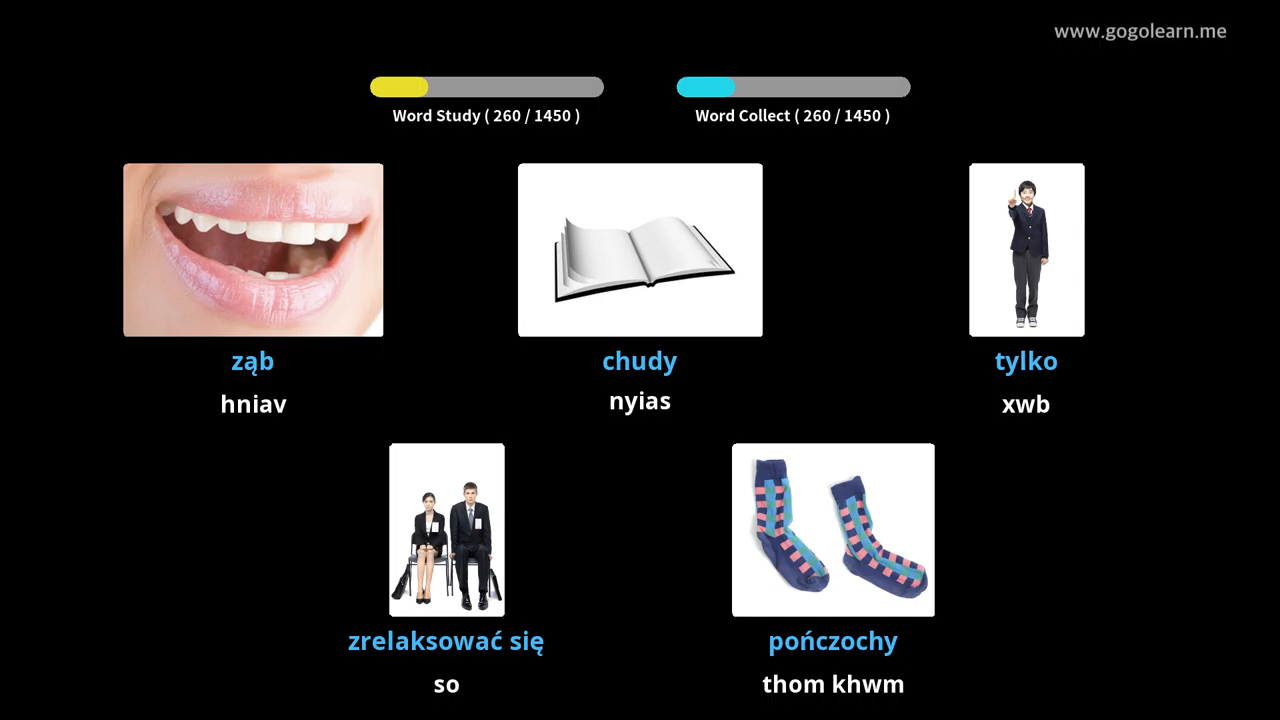 www.gogolearn.me
Word Study ( 260 / 1450 )
Word Collect ( 260 / 1450 )
ząb
chudy
tylko
hniav
nyias
xwb
zrelaksować się
pończochy
so
thom khwm